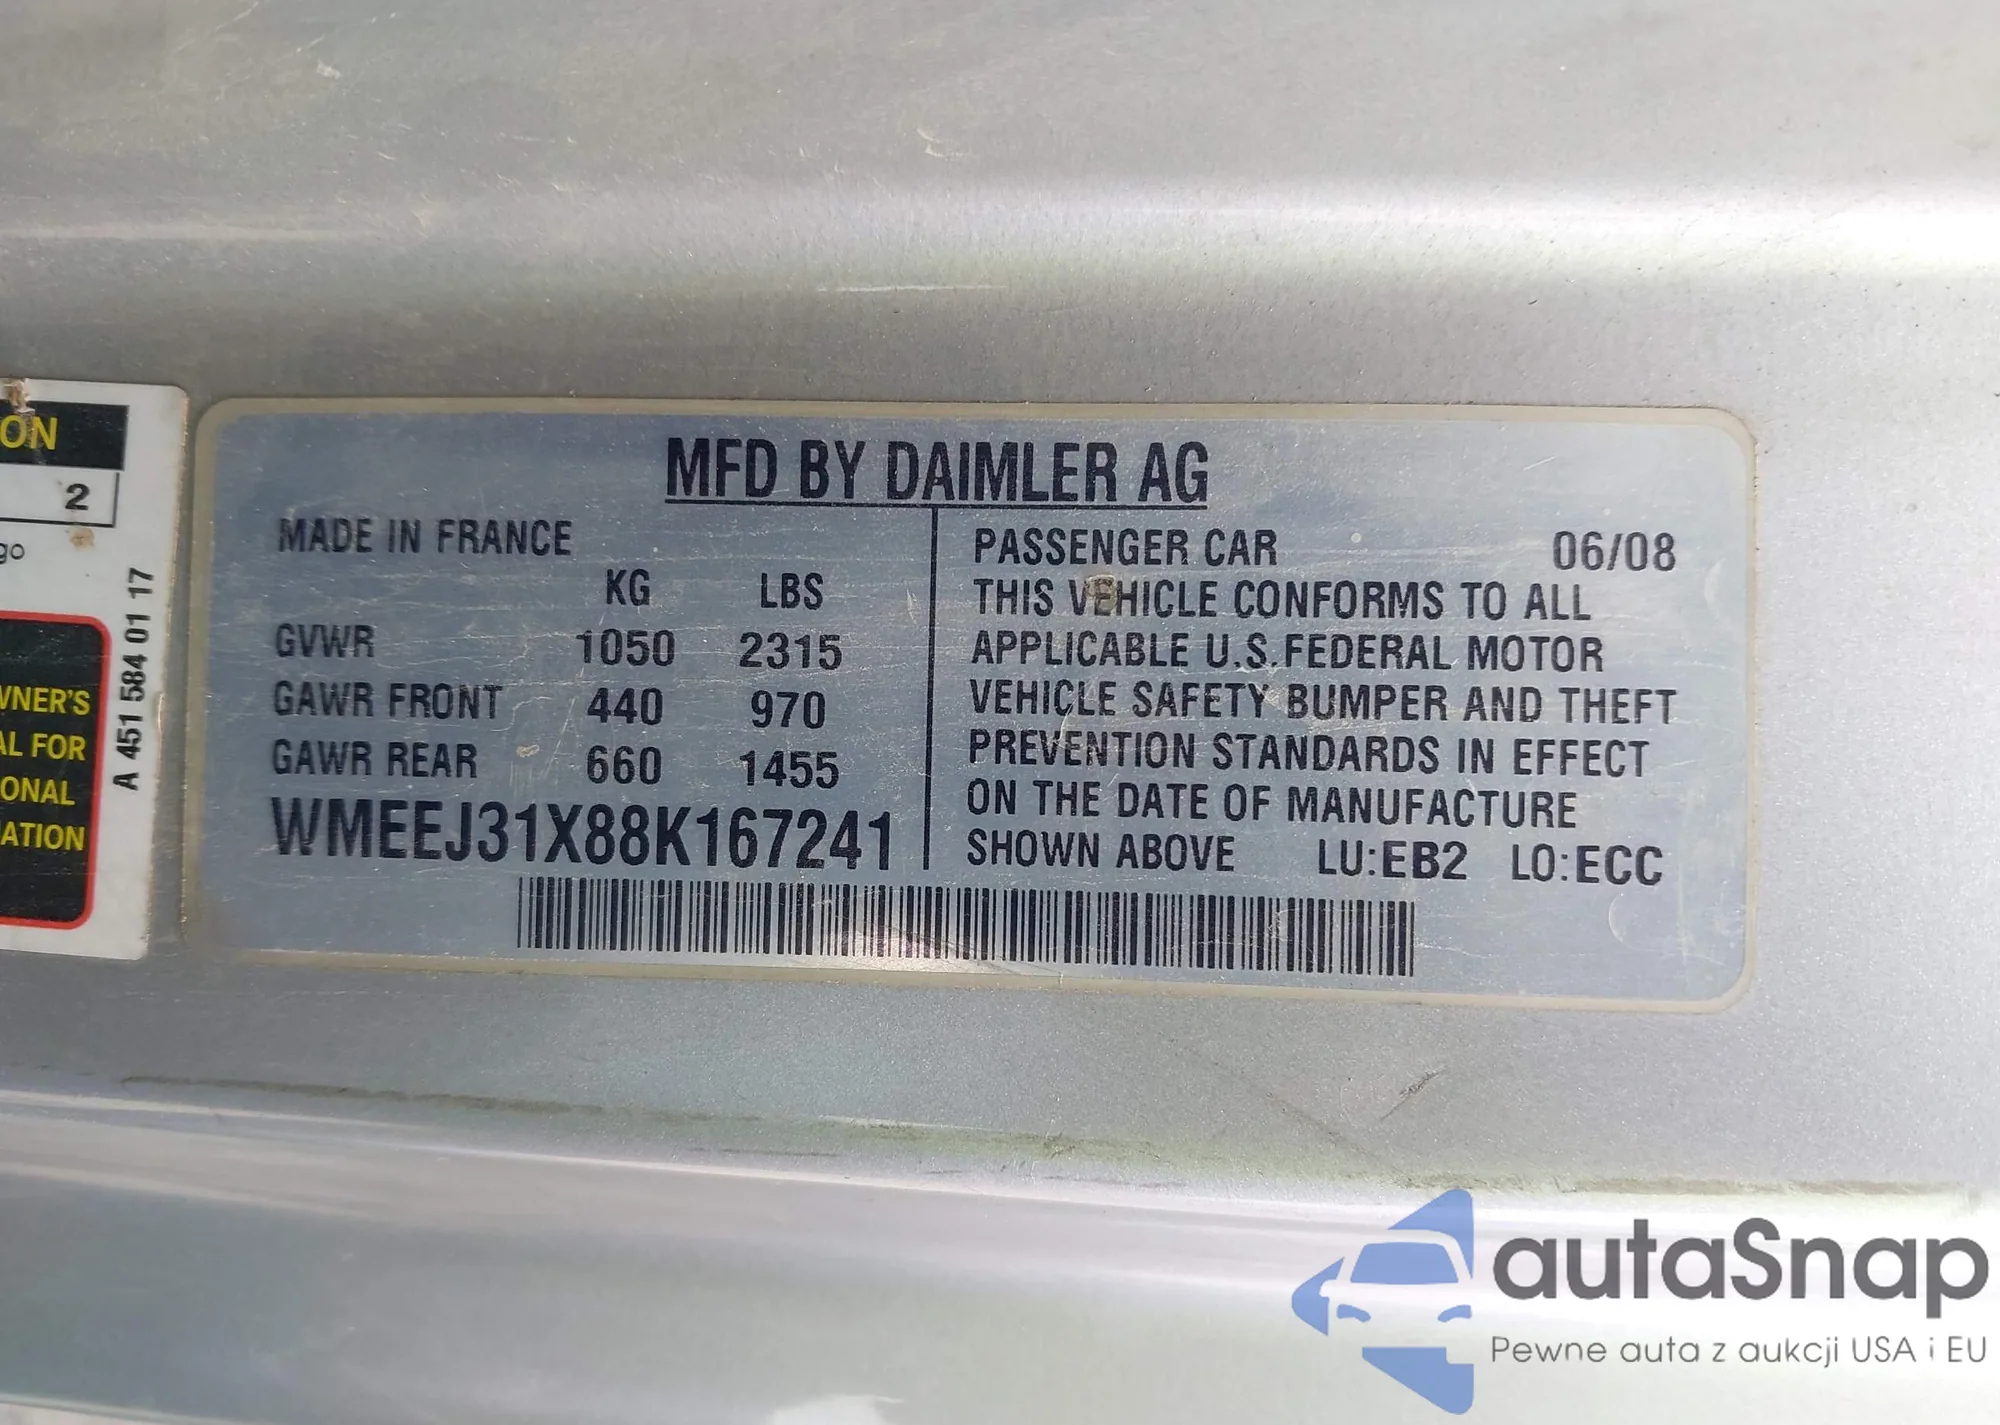 ON
2
go
VNER'S
AL FOR
ONAL
ATION
A 451 584 01 17
MFD BY DAIMLER AG
MADE IN FRANCE
KG LBS
GVWR 1050 2315
GAWR FRONT 440 970
GAWR REAR 660 1455
WMEEJ31X88K167241
PASSENGER CAR 06/08
THIS VEHICLE CONFORMS TO ALL
APPLICABLE U.S.FEDERAL MOTOR
VEHICLE SAFETY BUMPER AND THEFT
PREVENTION STANDARDS IN EFFECT
ON THE DATE OF MANUFACTURE
SHOWN ABOVE LU:EB2 LO:ECC
autaSnap
Pewne auta z aukcji USA i EU